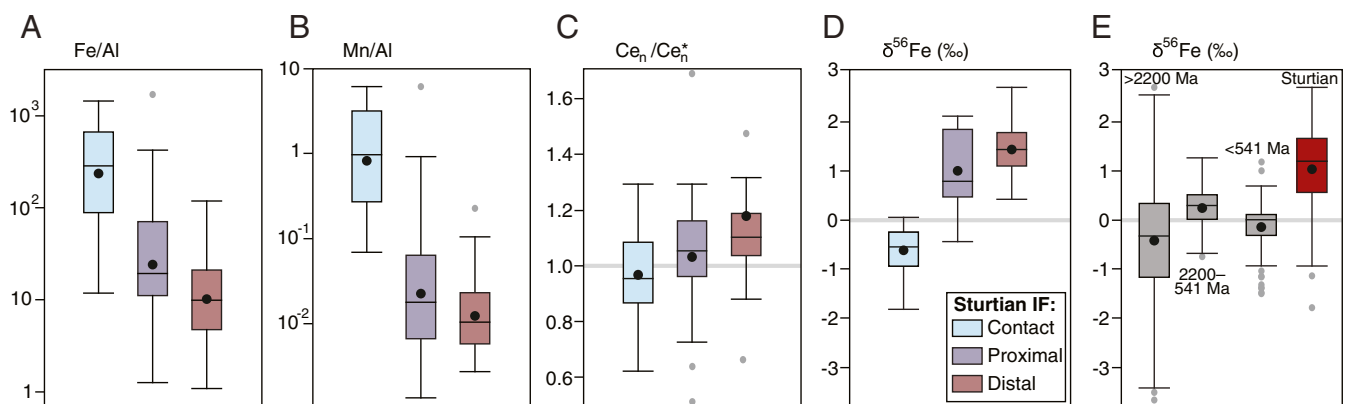 A
Fe/Al
10³
10²
10
1
B
Mn/Al
10
1
10⁻¹
10⁻²
C
Ceₙ/Ceₙ*
1.6
1.4
1.2
1.0
0.8
0.6
D
δ⁵⁶Fe (‰)
3
2
1
0
-1
-2
-3
Sturtian IF:
Contact
Proximal
Distal
E
δ⁵⁶Fe (‰)
3
2
1
0
-1
-2
-3
>2200 Ma
Sturtian
<541 Ma
2200–
541 Ma